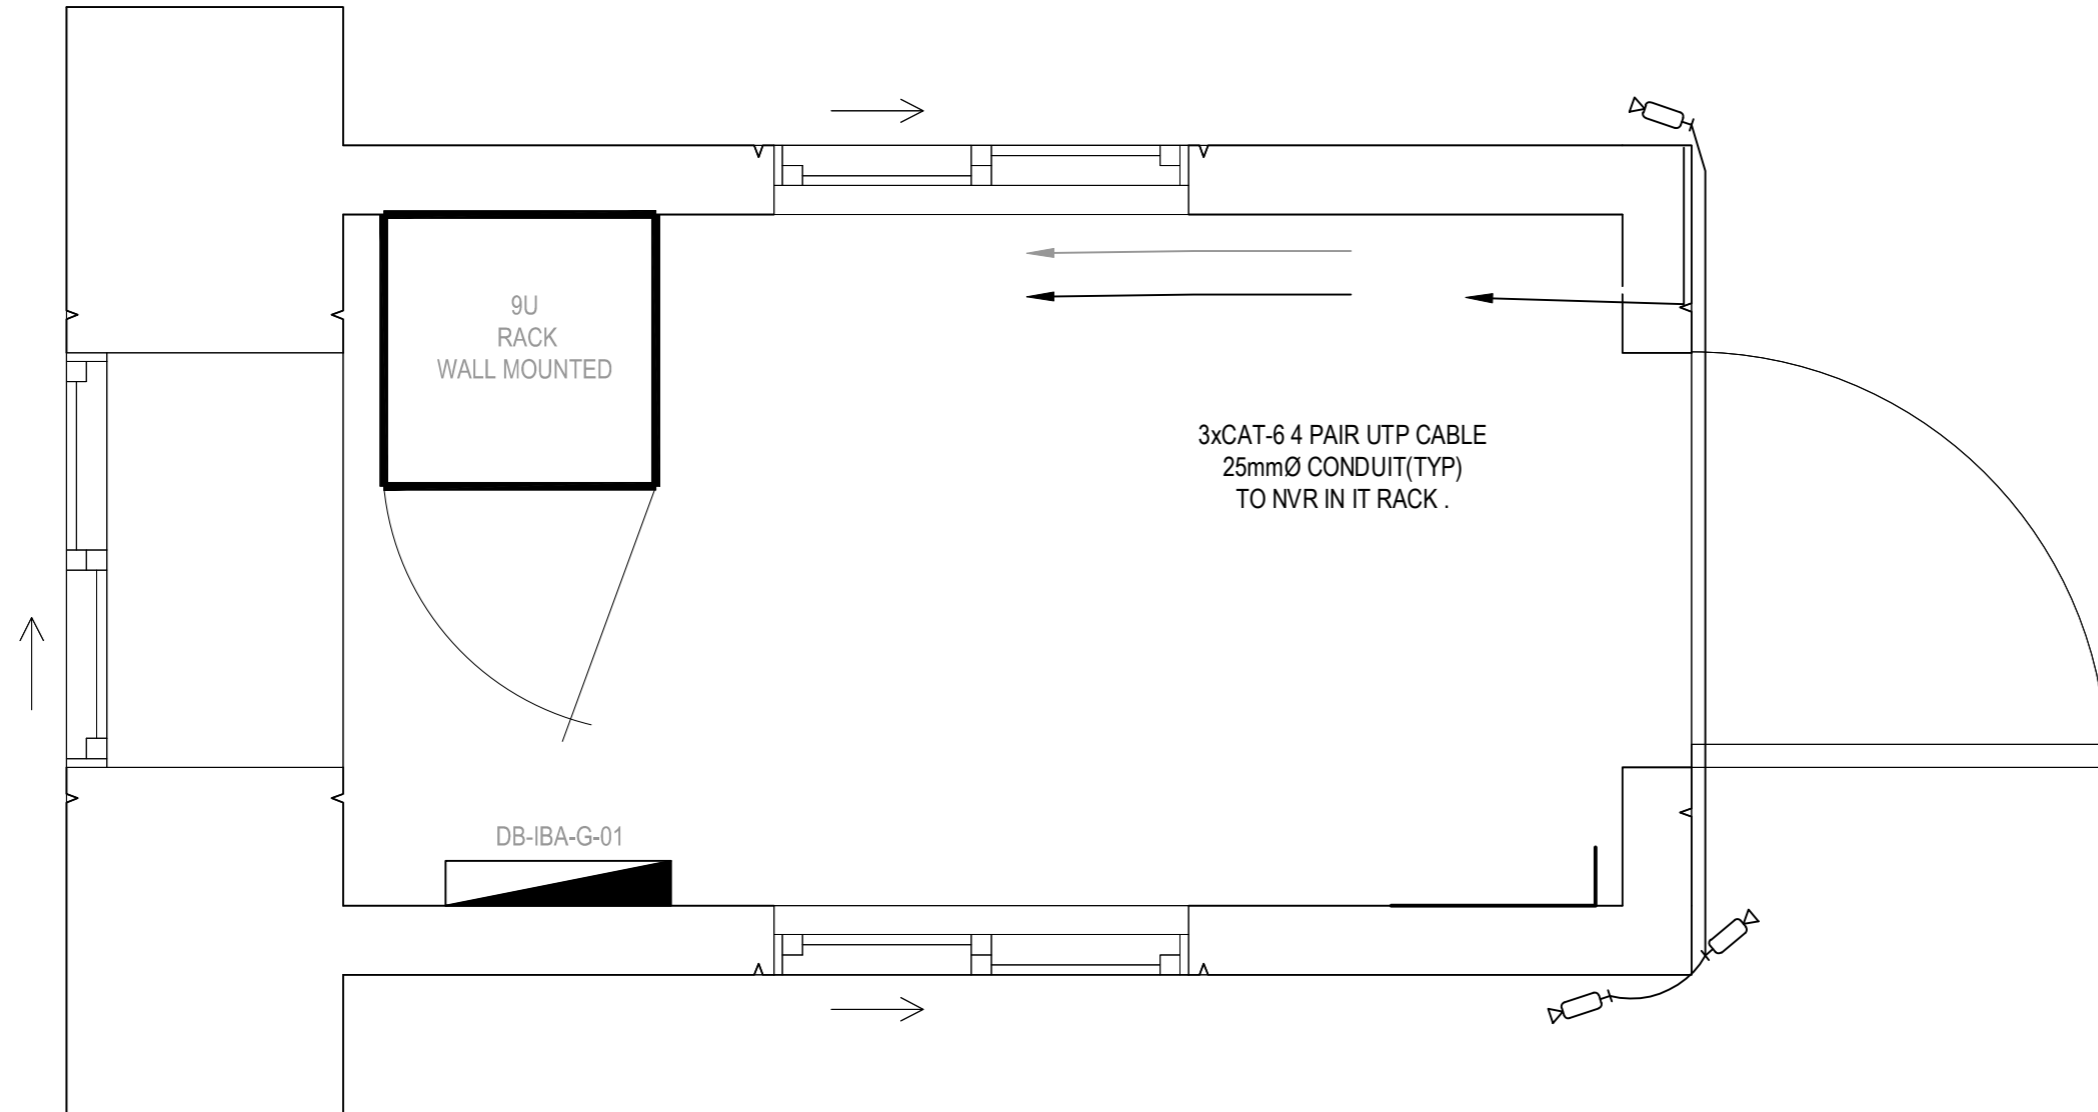 9U
RACK
WALL MOUNTED
3xCAT-6 4 PAIR UTP CABLE
25mmØ CONDUIT(TYP)
TO NVR IN IT RACK .
DB-IBA-G-01